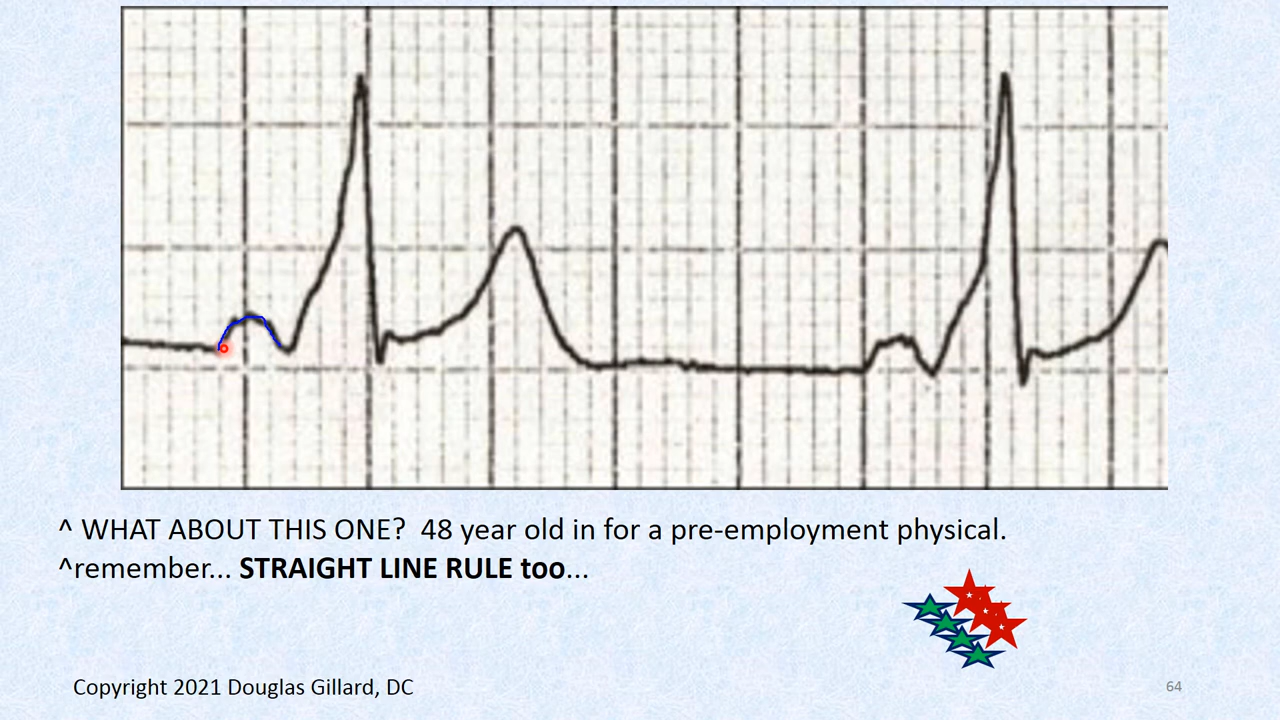 ^ WHAT ABOUT THIS ONE?  48 year old in for a pre-employment physical.
^remember... STRAIGHT LINE RULE too...
Copyright 2021 Douglas Gillard, DC
64